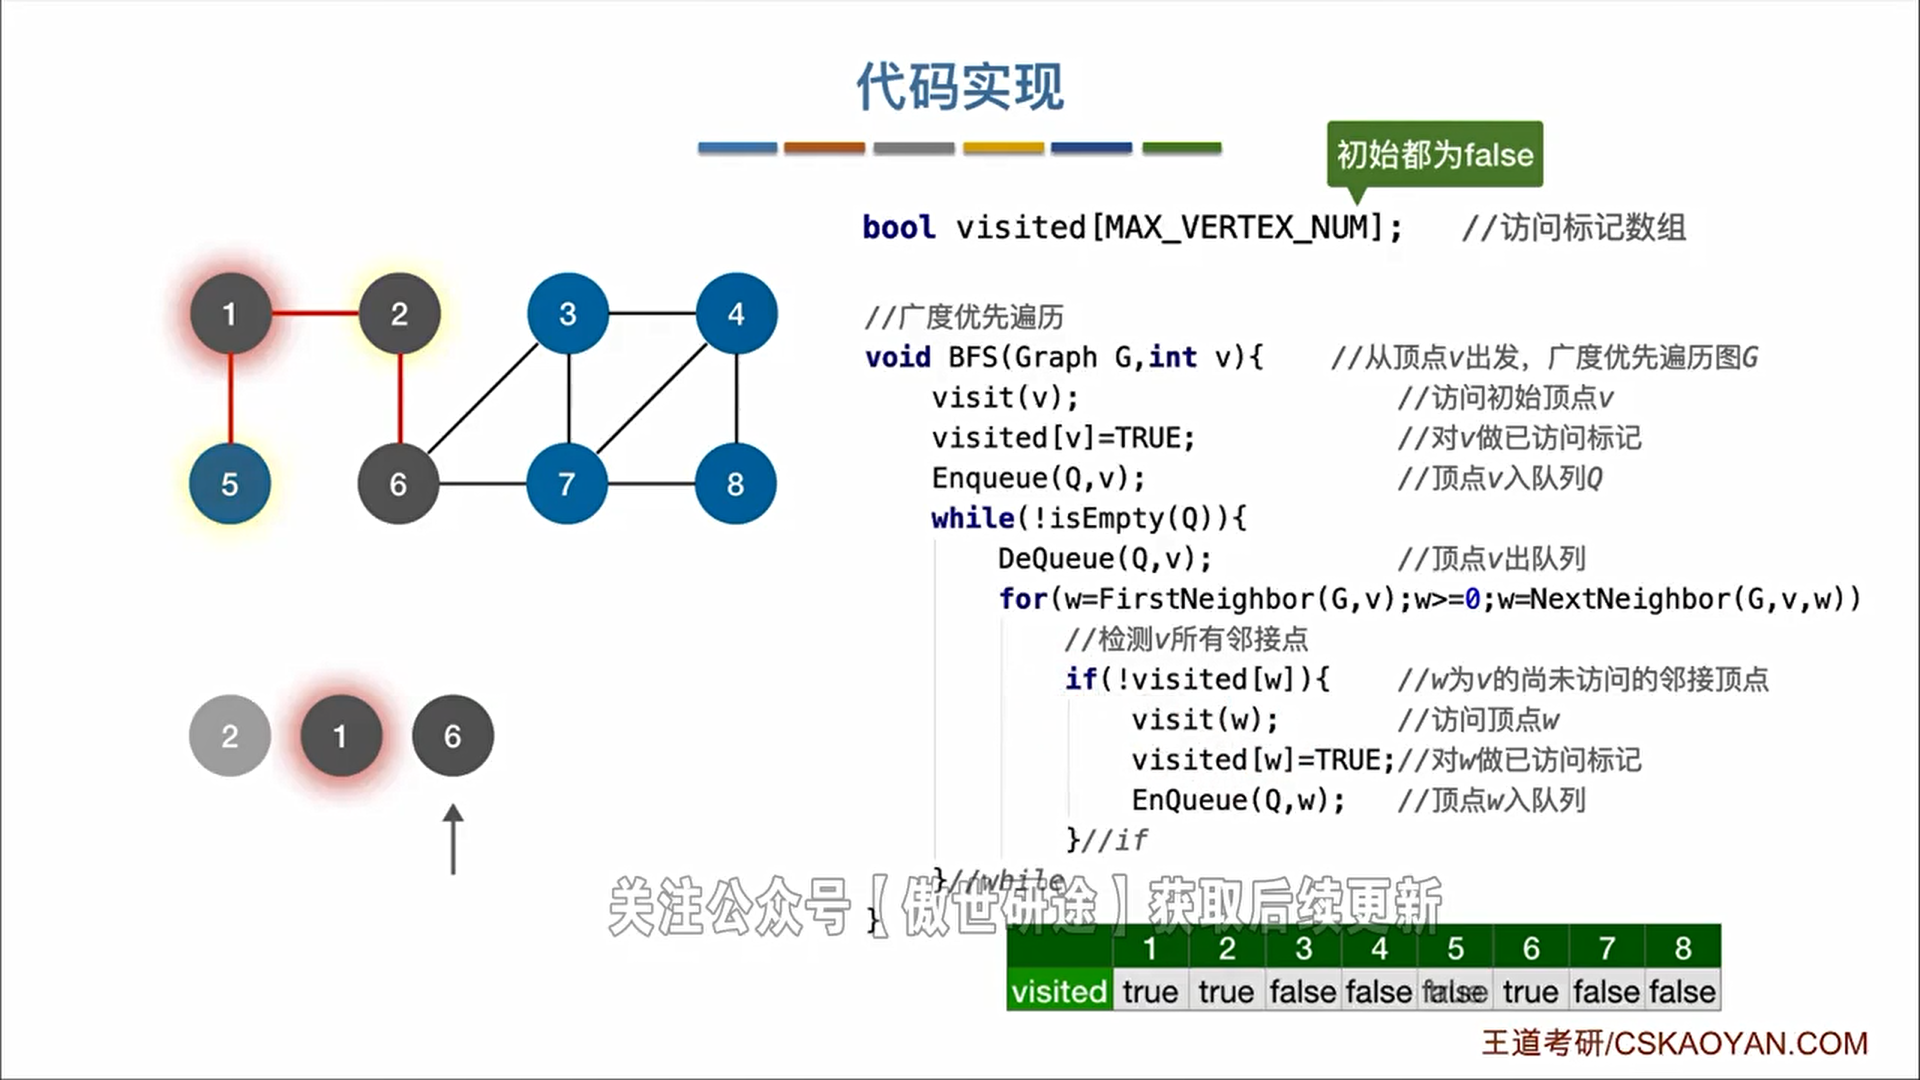 代码实现
初始都为false
bool visited[MAX_VERTEX_NUM]; //访问标记数组
//广度优先遍历
void BFS(Graph G,int v){ //从顶点v出发，广度优先遍历图G
visit(v); //访问初始顶点v
visited[v]=TRUE; //对v做已访问标记
Enqueue(Q,v); //顶点v入队列Q
while(!isEmpty(Q)){
DeQueue(Q,v); //顶点v出队列
for(w=FirstNeighbor(G,v);w>=0;w=NextNeighbor(G,v,w))
//检测v所有邻接点
if(!visited[w]){ //w为v的尚未访问的邻接顶点
visit(w); //访问顶点w
visited[w]=TRUE;//对w做已访问标记
EnQueue(Q,w); //顶点w入队列
}//if
}//while
}
1 2 3 4
5 6 7 8
2 1 6
关注公众号【傲世研途】获取后续更新
1 2 3 4 5 6 7 8
visited true true false false true false false
王道考研/CSKAOYAN.COM